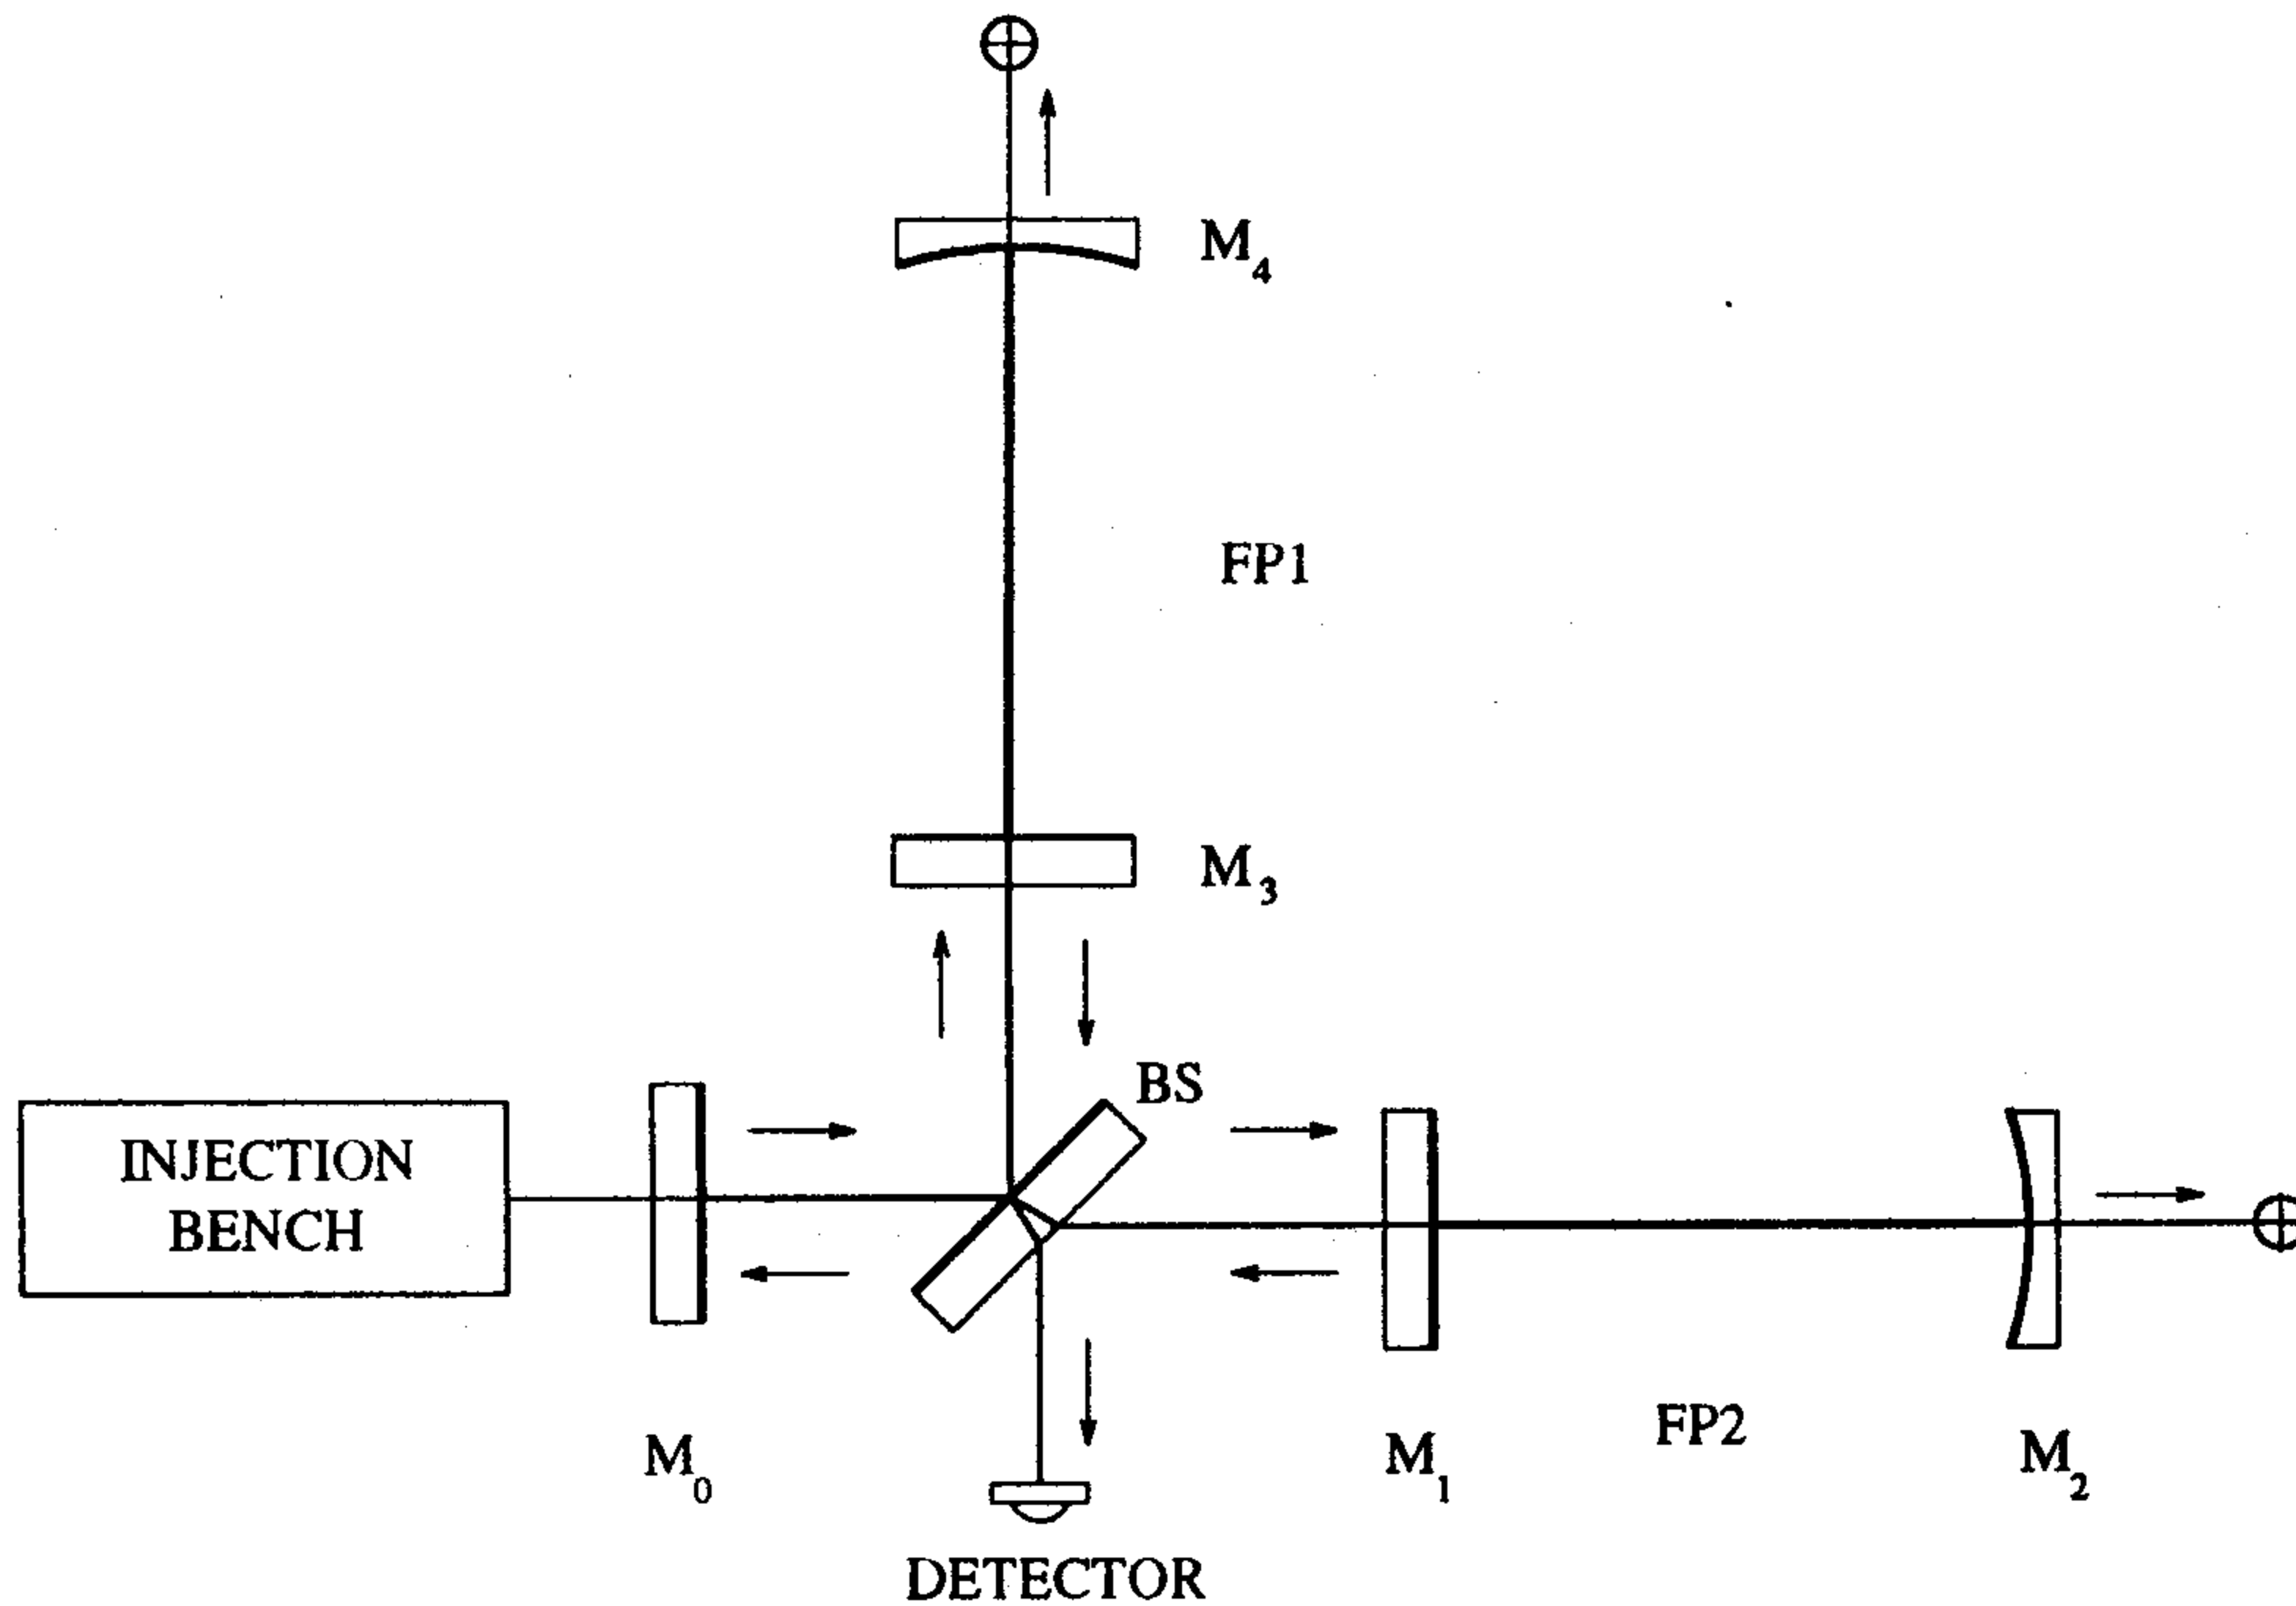 M₄
FP1
M₃
BS
INJECTION
BENCH
FP2
M₀
M₁
M₂
DETECTOR